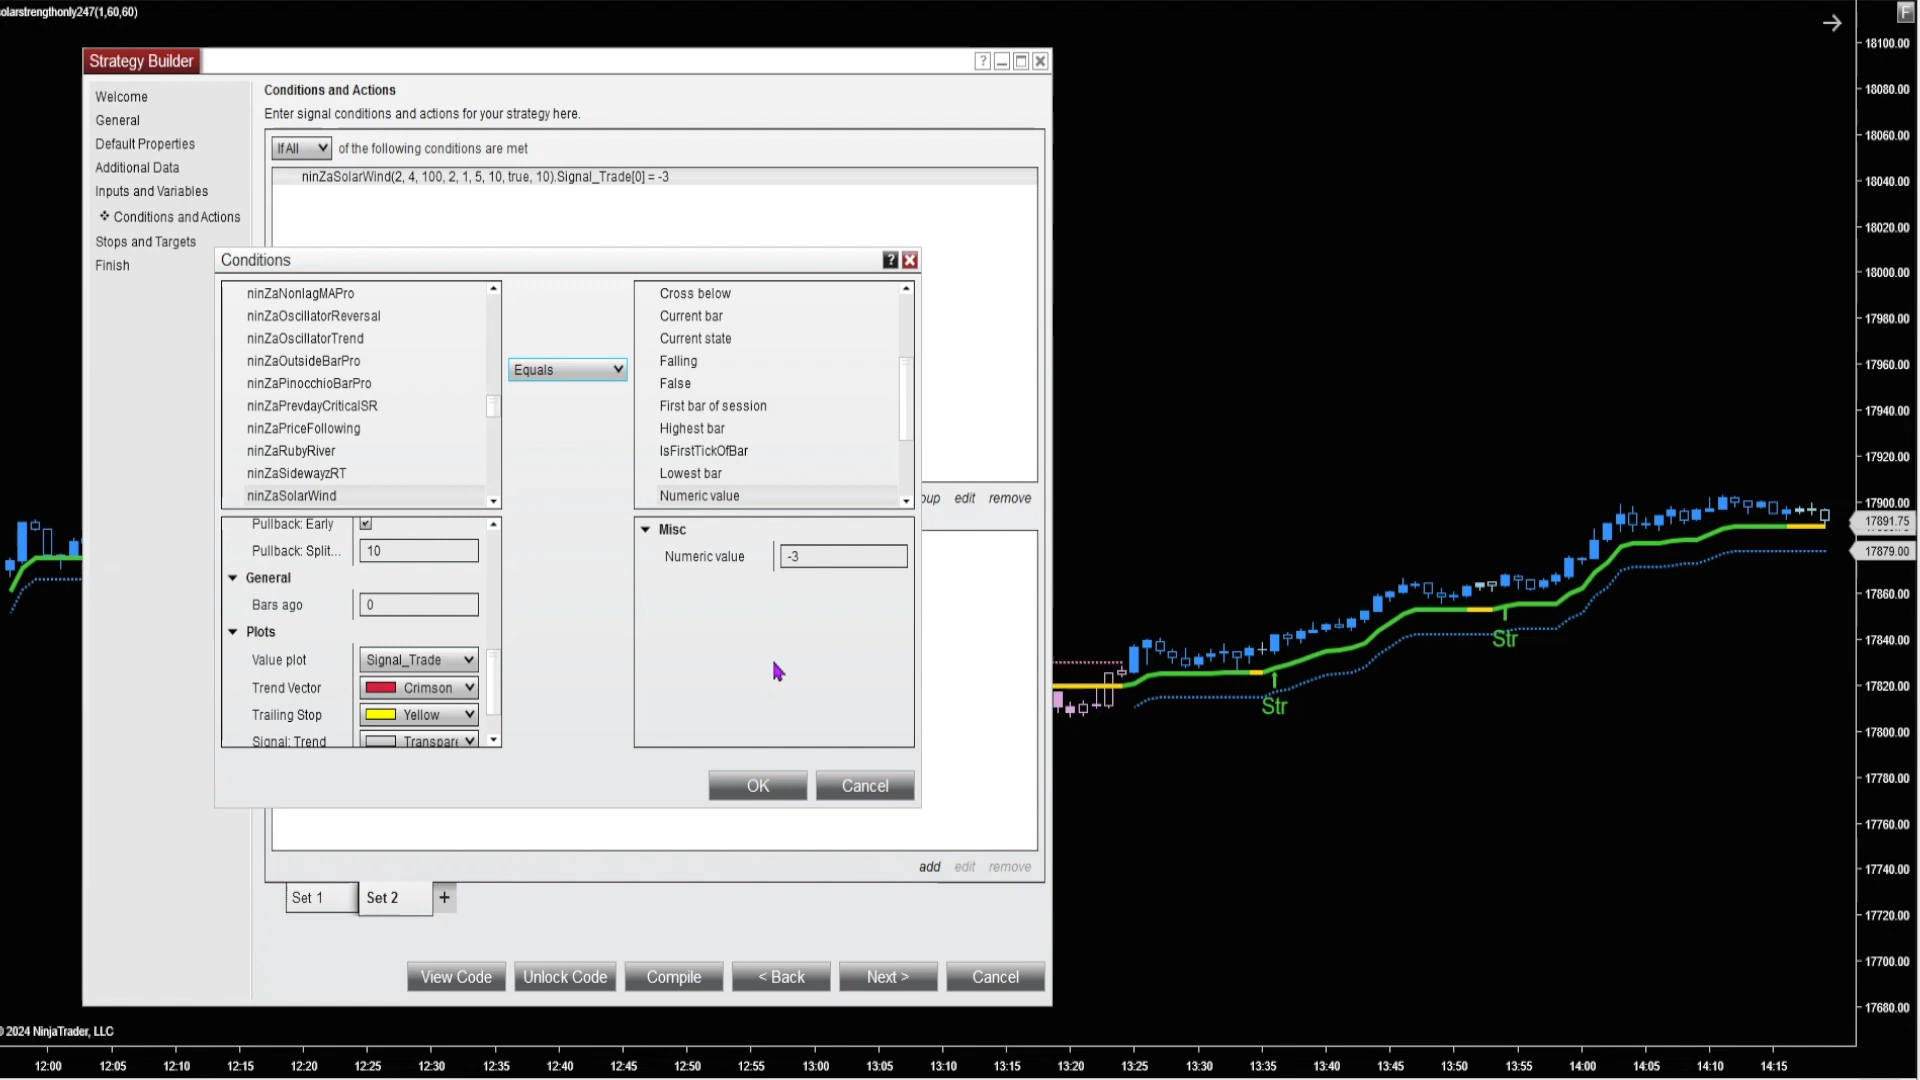 olarstrengthonly247(1,60,60)
F
Strategy Builder
?
Welcome
General
Default Properties
Additional Data
Inputs and Variables
Conditions and Actions
Stops and Targets
Finish
Conditions and Actions
Enter signal conditions and actions for your strategy here.
If All
of the following conditions are met
ninZaSolarWind(2, 4, 100, 2, 1, 5, 10, true, 10).Signal_Trade[0] = -3
Conditions
?
ninZaNonlagMAPro
ninZaOscillatorReversal
ninZaOscillatorTrend
ninZaOutsideBarPro
ninZaPinocchioBarPro
ninZaPrevdayCriticalSR
ninZaPriceFollowing
ninZaRubyRiver
ninZaSidewayzRT
ninZaSolarWind
Equals
Cross below
Current bar
Current state
Falling
False
First bar of session
Highest bar
IsFirstTickOfBar
Lowest bar
Numeric value
oup edit remove
Pullback: Early
Pullback: Split... 10
General
Bars ago 0
Plots
Value plot Signal_Trade
Trend Vector Crimson
Trailing Stop Yellow
Signal: Trend Transpare
Misc
Numeric value -3
OK
Cancel
add edit remove
Set 1
Set 2
+
View Code
Unlock Code
Compile
< Back
Next >
Cancel
Str
Str
18100.00
18080.00
18060.00
18040.00
18020.00
18000.00
17980.00
17960.00
17940.00
17920.00
17900.00
17891.75
17879.00
17860.00
17840.00
17820.00
17800.00
17780.00
17760.00
17740.00
17720.00
17700.00
17680.00
© 2024 NinjaTrader, LLC
12:00 12:05 12:10 12:15 12:20 12:25 12:30 12:35 12:40 12:45 12:50 12:55 13:00 13:05 13:10 13:15 13:20 13:25 13:30 13:35 13:40 13:45 13:50 13:55 14:00 14:05 14:10 14:15